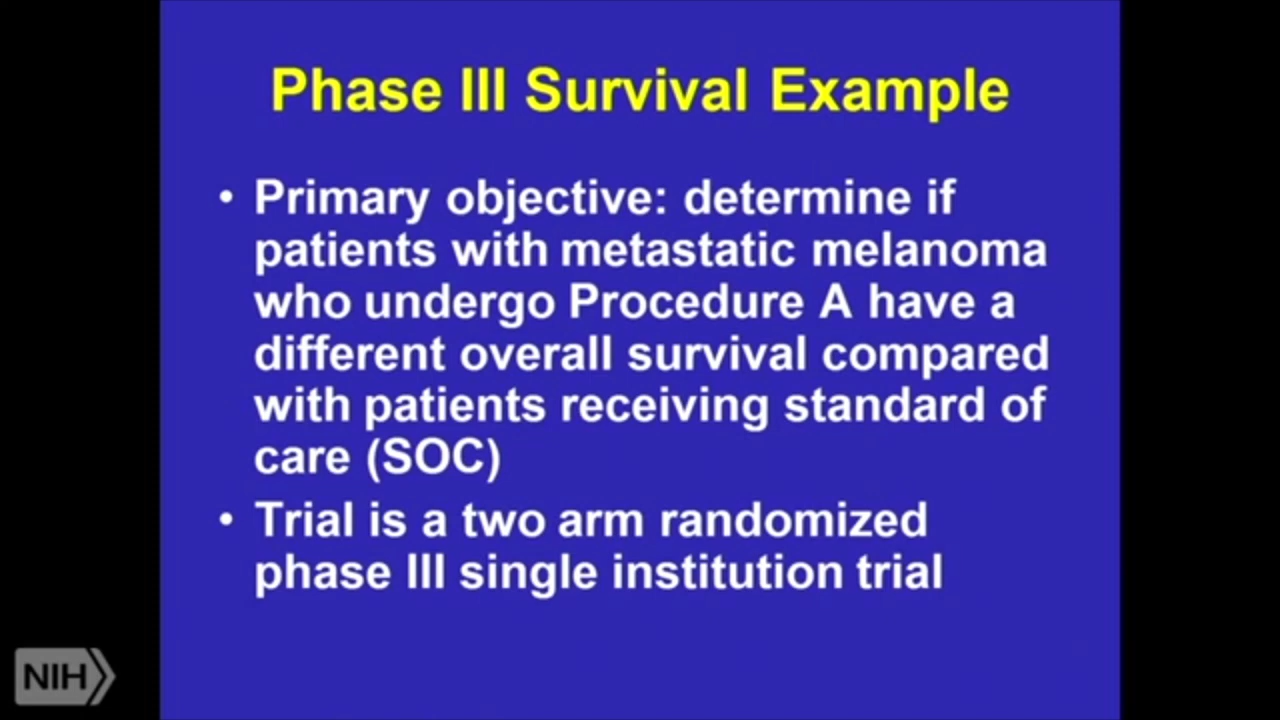 Phase III Survival Example
• Primary objective: determine if
patients with metastatic melanoma
who undergo Procedure A have a
different overall survival compared
with patients receiving standard of
care (SOC)
• Trial is a two arm randomized
phase III single institution trial
NIH